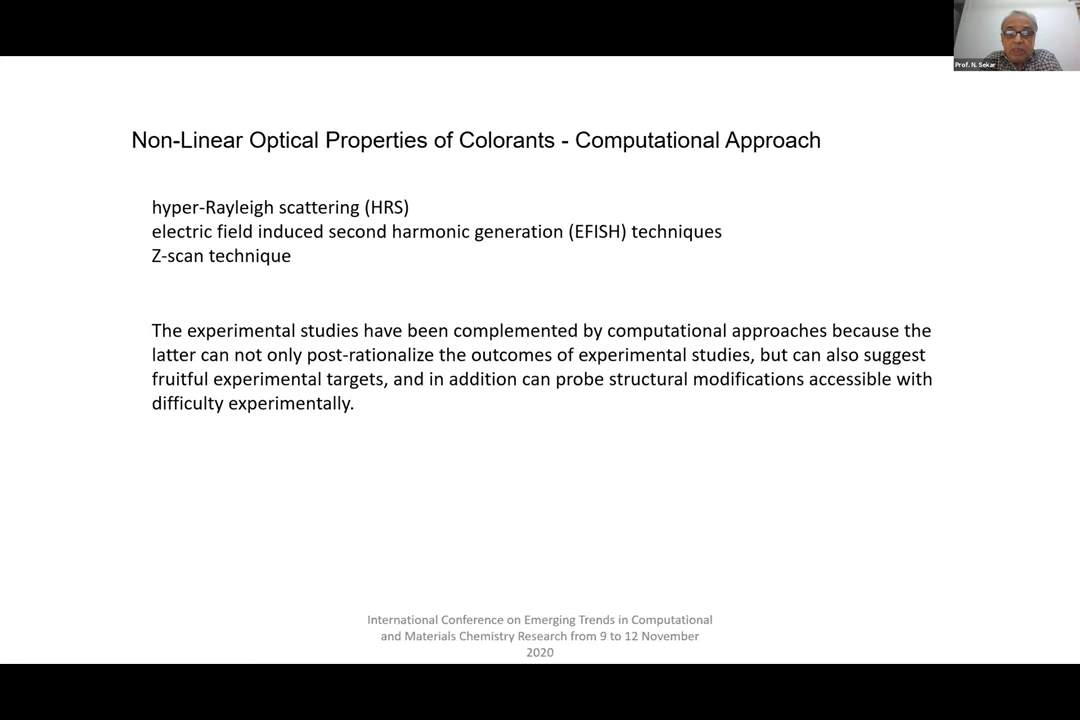 Prof. N. Sekar
Non-Linear Optical Properties of Colorants - Computational Approach
hyper-Rayleigh scattering (HRS)
electric field induced second harmonic generation (EFISH) techniques
Z-scan technique
The experimental studies have been complemented by computational approaches because the
latter can not only post-rationalize the outcomes of experimental studies, but can also suggest
fruitful experimental targets, and in addition can probe structural modifications accessible with
difficulty experimentally.
International Conference on Emerging Trends in Computational
and Materials Chemistry Research from 9 to 12 November
2020